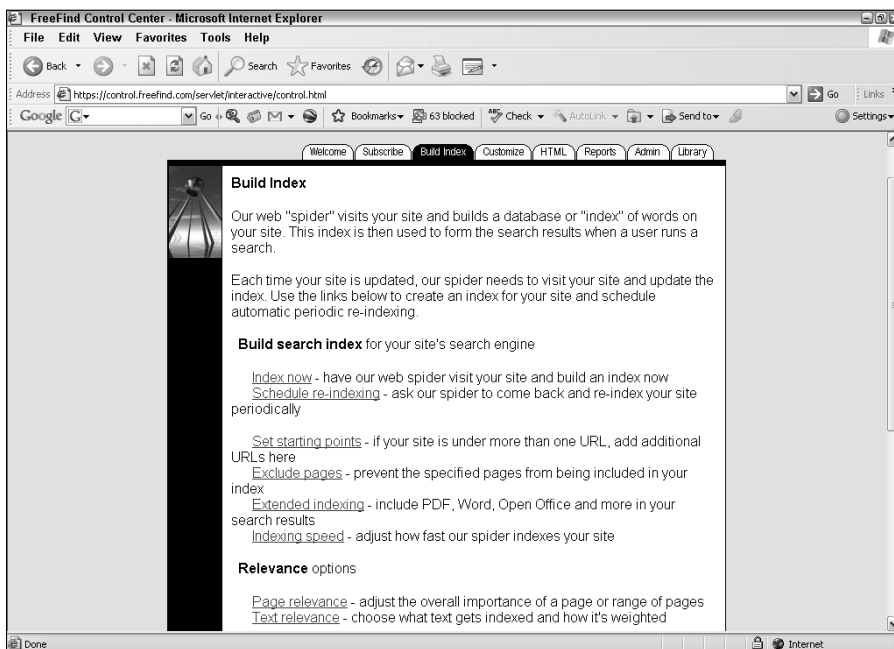 FreeFind Control Center - Microsoft Internet Explorer
File Edit View Favorites Tools Help
Back Search Favorites
Address https://control.freefind.com/servlet/interactive/control.html Go Links
Google G Go Bookmarks 63 blocked ABC Check AutoLink Send to Settings
Welcome Subscribe Build Index Customize HTML Reports Admin Library
Build Index
Our web "spider" visits your site and builds a database or "index" of words on
your site. This index is then used to form the search results when a user runs a
search.
Each time your site is updated, our spider needs to visit your site and update the
index. Use the links below to create an index for your site and schedule
automatic periodic re-indexing.
Build search index for your site's search engine
Index now - have our web spider visit your site and build an index now
Schedule re-indexing - ask our spider to come back and re-index your site
periodically
Set starting points - if your site is under more than one URL, add additional
URLs here
Exclude pages - prevent the specified pages from being included in your
index
Extended indexing - include PDF, Word, Open Office and more in your
search results
Indexing speed - adjust how fast our spider indexes your site
Relevance options
Page relevance - adjust the overall importance of a page or range of pages
Text relevance - choose what text gets indexed and how it's weighted
Done Internet